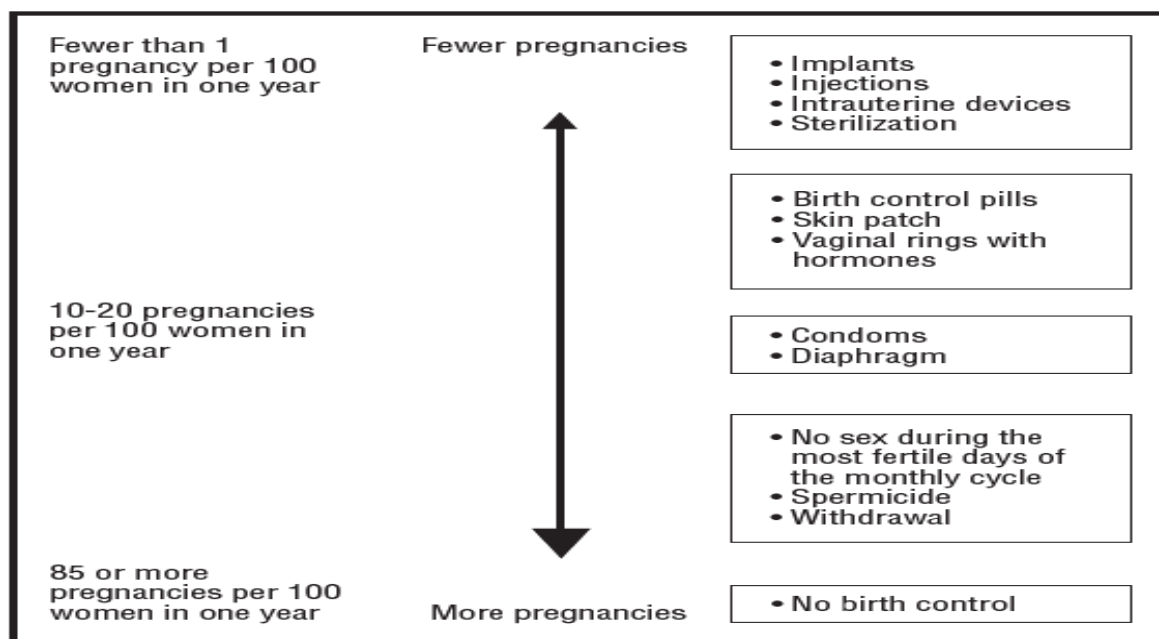 Fewer than 1
pregnancy per 100
women in one year
Fewer pregnancies
• Implants
• Injections
• Intrauterine devices
• Sterilization
• Birth control pills
• Skin patch
• Vaginal rings with
hormones
10-20 pregnancies
per 100 women in
one year
• Condoms
• Diaphragm
• No sex during the
most fertile days of
the monthly cycle
• Spermicide
• Withdrawal
85 or more
pregnancies per 100
women in one year
More pregnancies
• No birth control